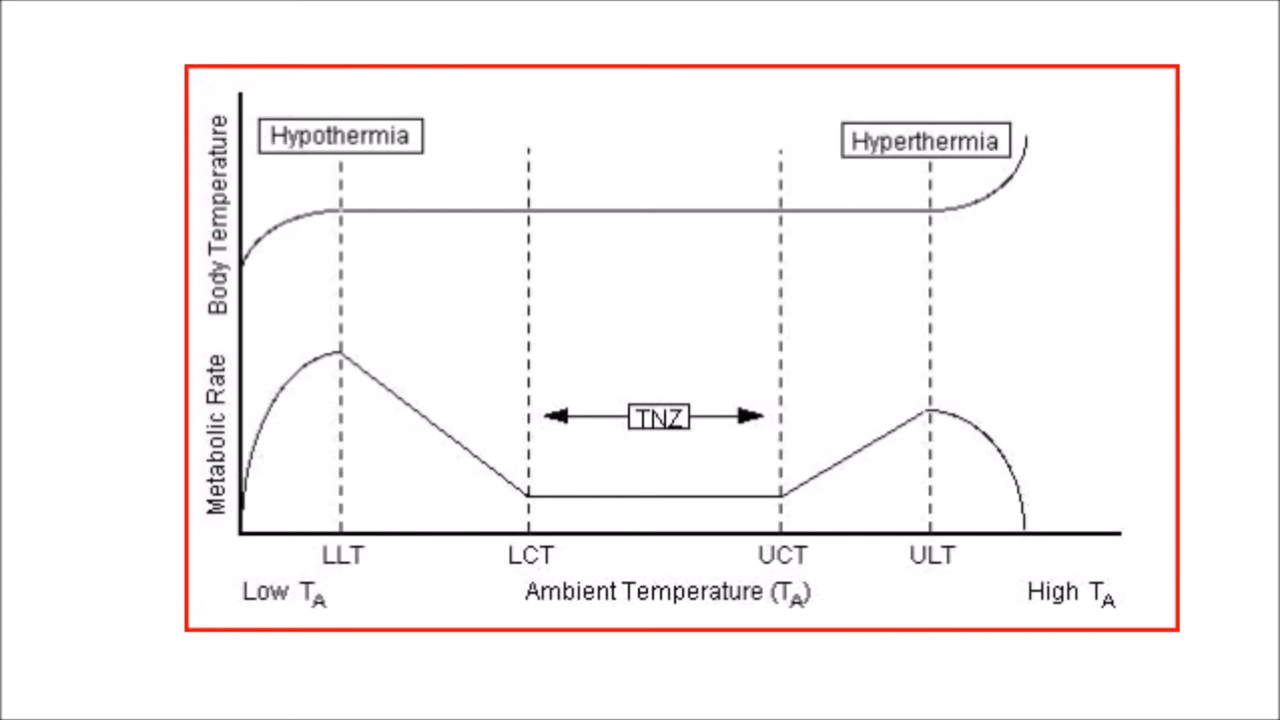 Hypothermia
Hyperthermia
Body Temperature
Metabolic Rate
TNZ
LLT
LCT
UCT
ULT
Low TA
Ambient Temperature (TA)
High TA